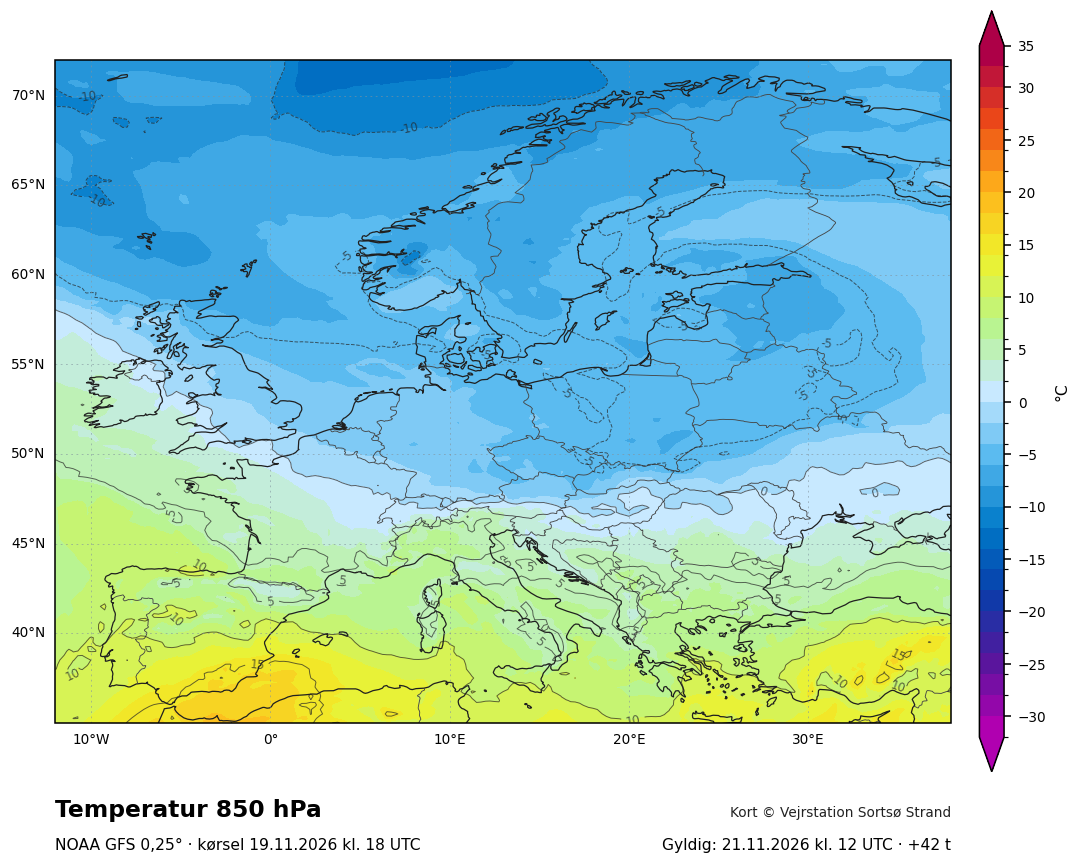 70°N
65°N
60°N
55°N
50°N
45°N
40°N
10°W
0°
10°E
20°E
30°E
35
30
25
20
15
10
5
0
−5
−10
−15
−20
−25
−30
°C
Temperatur 850 hPa
Kort © Vejrstation Sortsø Strand
NOAA GFS 0,25° · kørsel 19.11.2026 kl. 18 UTC
Gyldig: 21.11.2026 kl. 12 UTC · +42 t